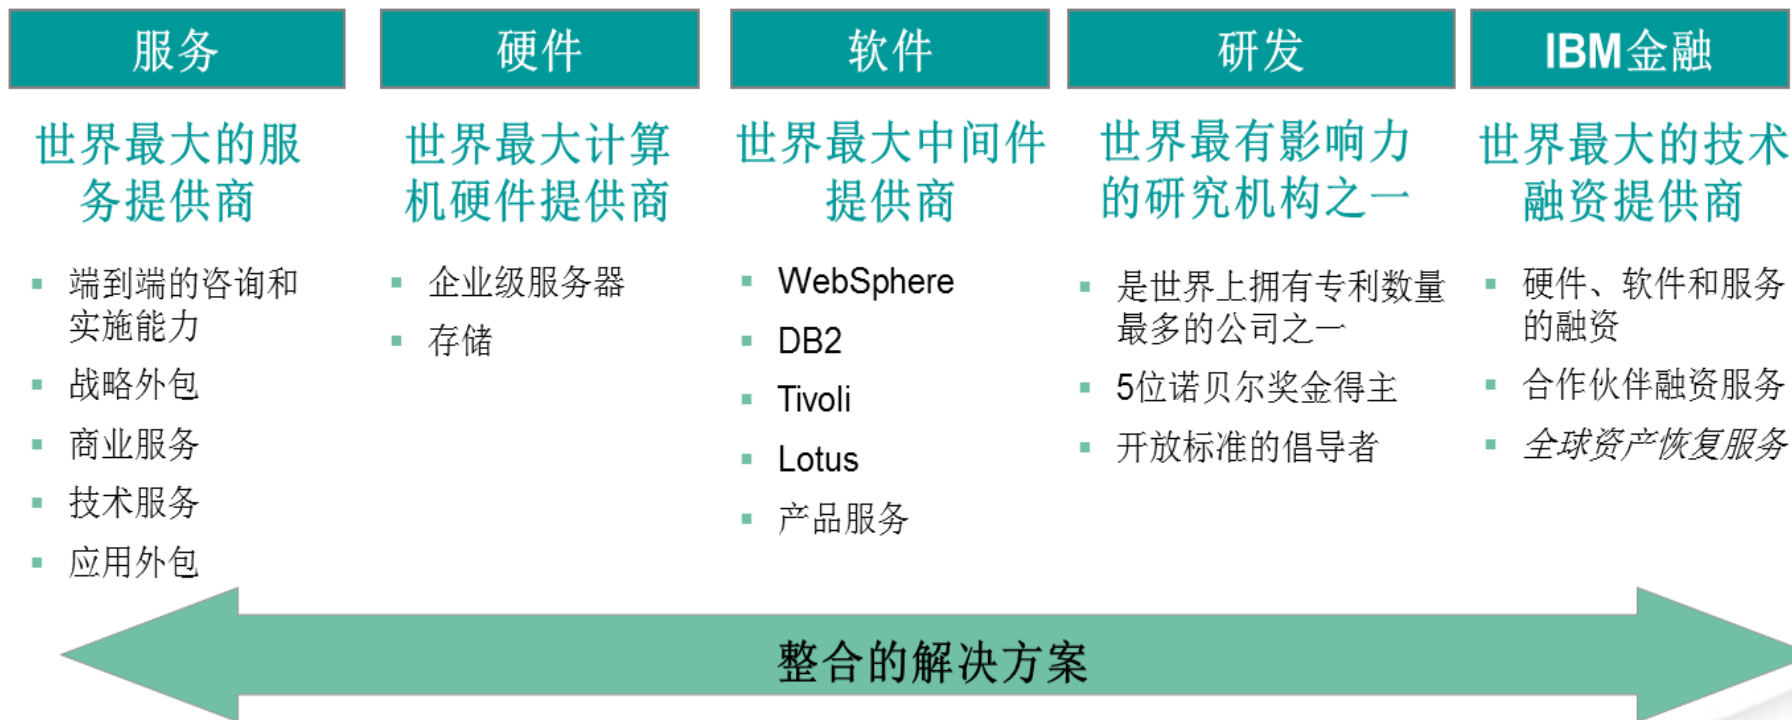 服务
世界最大的服
务提供商
端到端的咨询和
实施能力
战略外包
商业服务
技术服务
应用外包
硬件
世界最大计算
机硬件提供商
企业级服务器
存储
软件
世界最大中间件
提供商
WebSphere
DB2
Tivoli
Lotus
产品服务
研发
世界最有影响力
的研究机构之一
是世界上拥有专利数量
最多的公司之一
5位诺贝尔奖金得主
开放标准的倡导者
IBM金融
世界最大的技术
融资提供商
硬件、软件和服务
的融资
合作伙伴融资服务
全球资产恢复服务
整合的解决方案